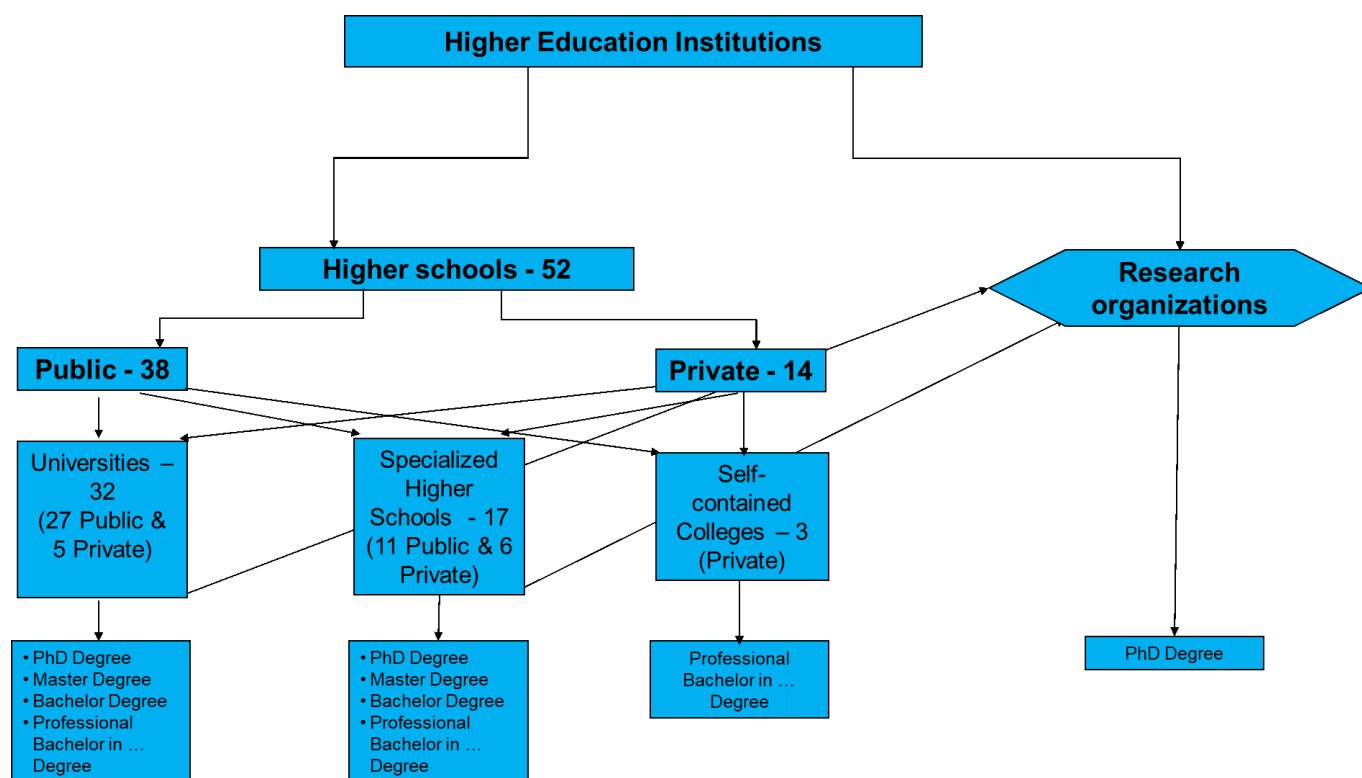 Higher Education Institutions
Higher schools - 52
Research
organizations
Public - 38
Private - 14
Universities –
32
(27 Public &
5 Private)
Specialized
Higher
Schools - 17
(11 Public & 6
Private)
Self-
contained
Colleges – 3
(Private)
• PhD Degree
• Master Degree
• Bachelor Degree
• Professional
Bachelor in …
Degree
• PhD Degree
• Master Degree
• Bachelor Degree
• Professional
Bachelor in …
Degree
Professional
Bachelor in …
Degree
PhD Degree